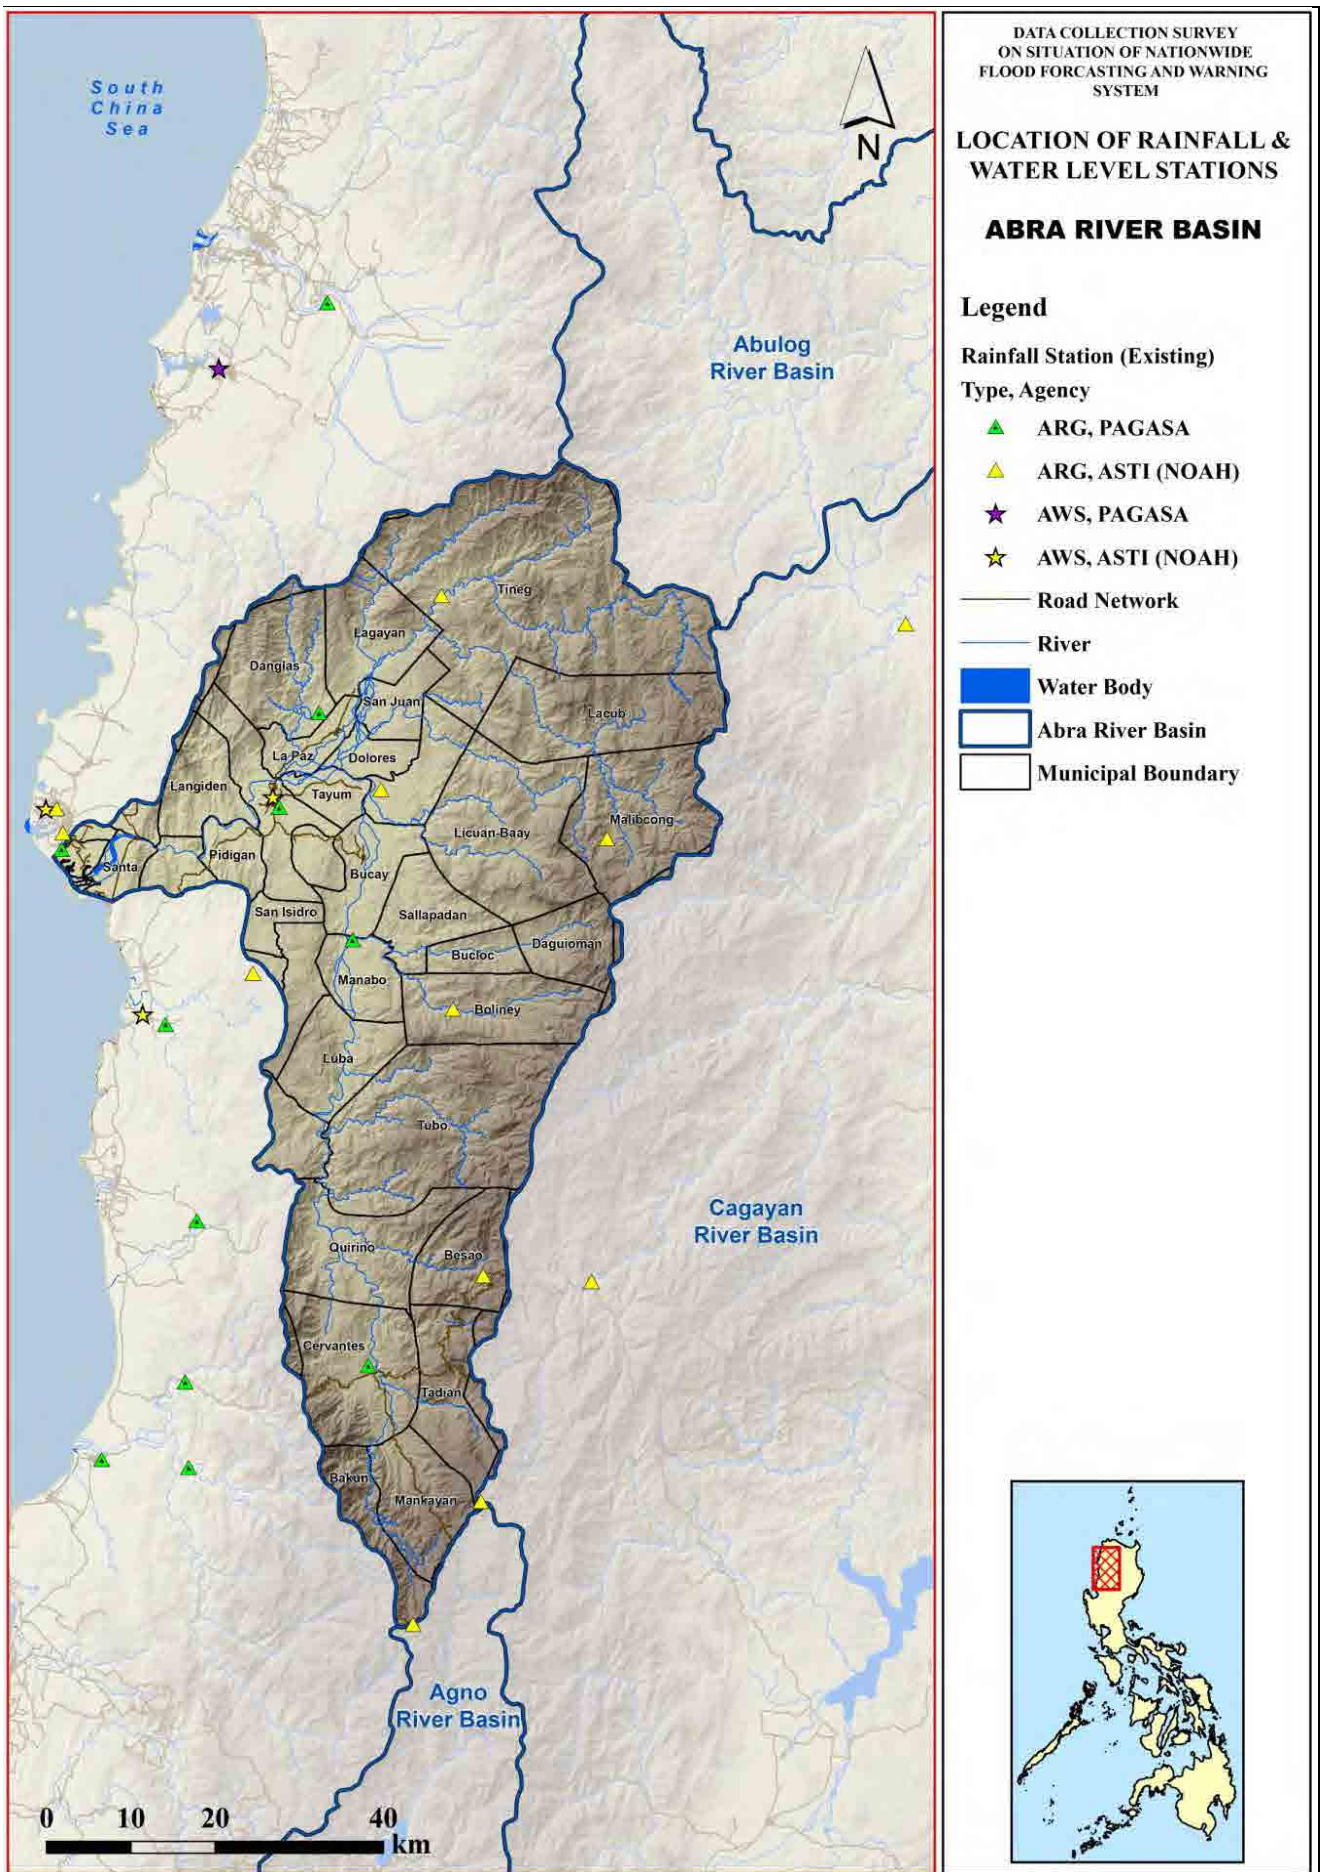 South
China
Sea
N
Abulog
River Basin
Tineg
Lagayan
Danglas
San Juan
Lacub
La Paz
Dolores
Langiden
Tayum
Malibcong
Licuan-Baay
Pidigan
Santa
Bucay
San Isidro
Sallapadan
Daguioman
Bucloc
Manabo
Boliney
Luba
Tubo
Cagayan
River Basin
Quirino
Besao
Cervantes
Tadian
Bakun
Mankayan
Agno
River Basin
0 10 20 40
km
DATA COLLECTION SURVEY
ON SITUATION OF NATIONWIDE
FLOOD FORCASTING AND WARNING
SYSTEM
LOCATION OF RAINFALL &
WATER LEVEL STATIONS
ABRA RIVER BASIN
Legend
Rainfall Station (Existing)
Type, Agency
ARG, PAGASA
ARG, ASTI (NOAH)
AWS, PAGASA
AWS, ASTI (NOAH)
Road Network
River
Water Body
Abra River Basin
Municipal Boundary